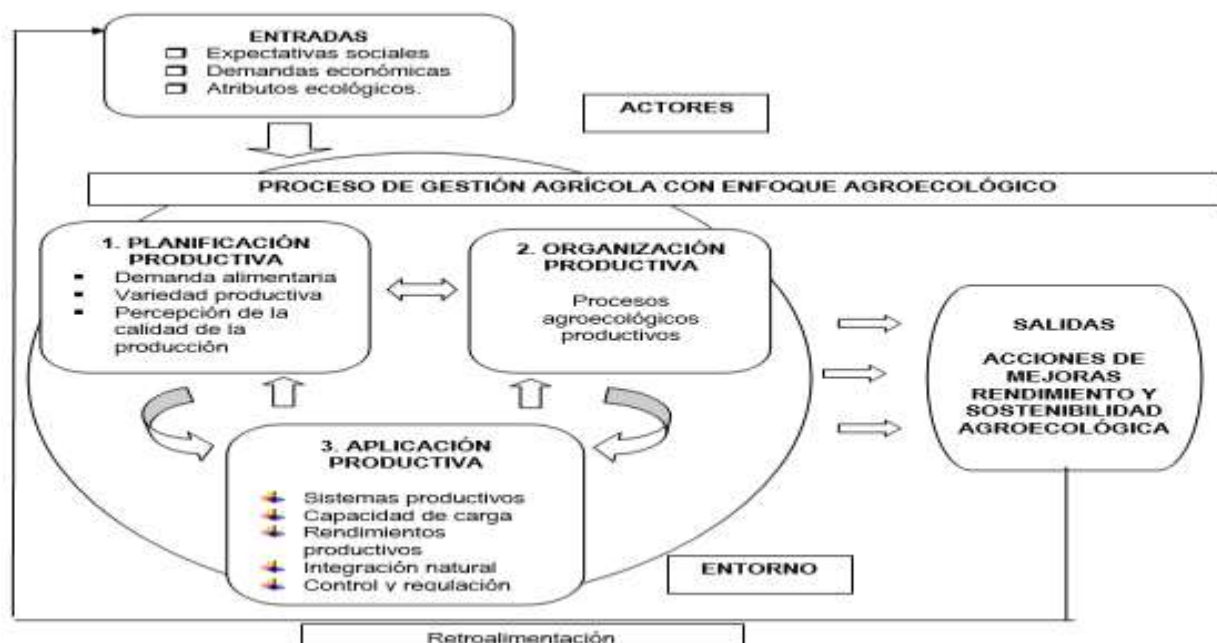 ENTRADAS
Expectativas sociales
Demandas económicas
Atributos ecológicos.
ACTORES
PROCESO DE GESTIÓN AGRÍCOLA CON ENFOQUE AGROECOLÓGICO
1. PLANIFICACIÓN
PRODUCTIVA
Demanda alimentaria
Variedad productiva
Percepción de la
calidad de la
producción
2. ORGANIZACIÓN
PRODUCTIVA
Procesos
agroecológicos
productivos
SALIDAS
ACCIONES DE
MEJORAS
RENDIMIENTO Y
SOSTENIBILIDAD
AGROECOLÓGICA
3. APLICACIÓN
PRODUCTIVA
Sistemas productivos
Capacidad de carga
Rendimientos
productivos
Integración natural
Control y regulación
ENTORNO
Retroalimentación